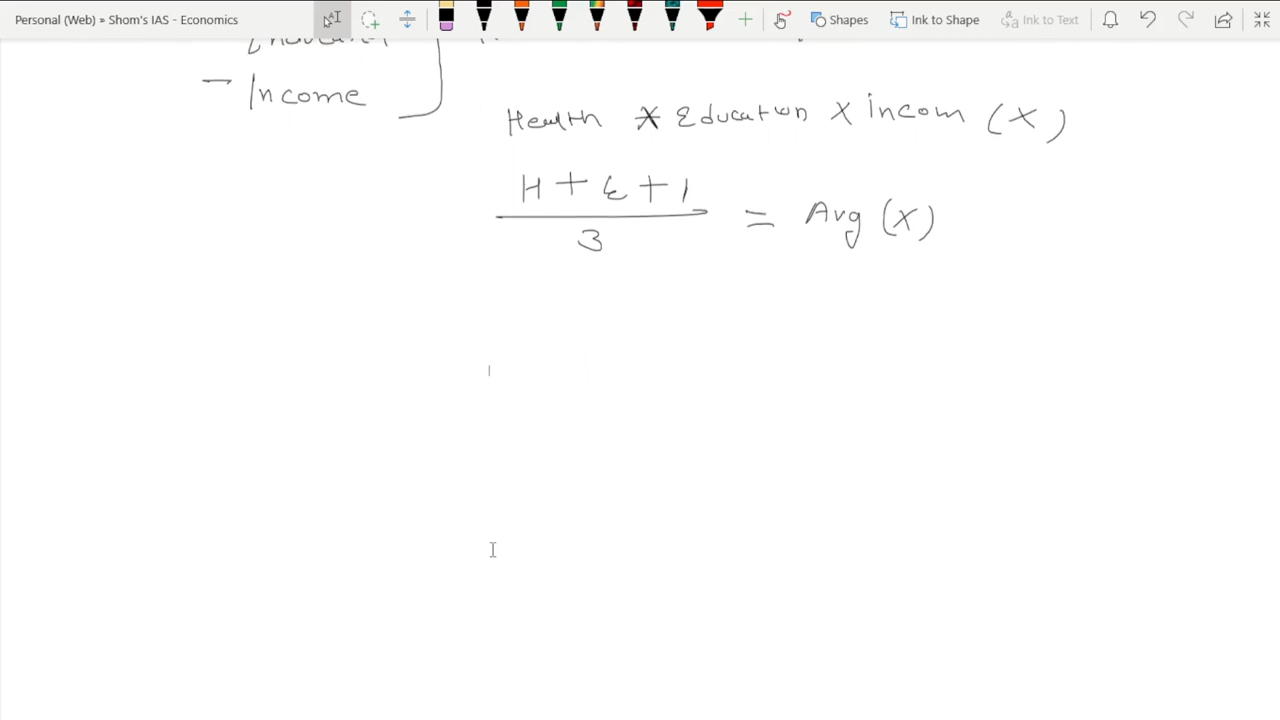 Personal (Web) » Shom's IAS - Economics
Shapes
Ink to Shape
Ink to Text
- Income
Health * Education X Incom (X)
H + E + I
3
= Avg (X)